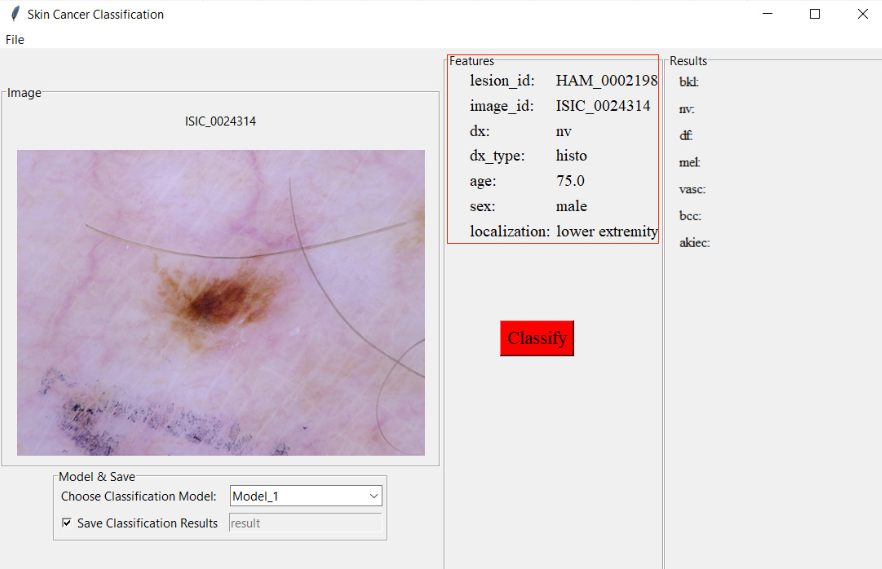 Skin Cancer Classification
File
Image
ISIC_0024314
Model & Save
Choose Classification Model: Model_1
Save Classification Results result
Features
lesion_id: HAM_0002198
image_id: ISIC_0024314
dx: nv
dx_type: histo
age: 75.0
sex: male
localization: lower extremity
Classify
Results
bkl:
nv:
df:
mel:
vasc:
bcc:
akiec: